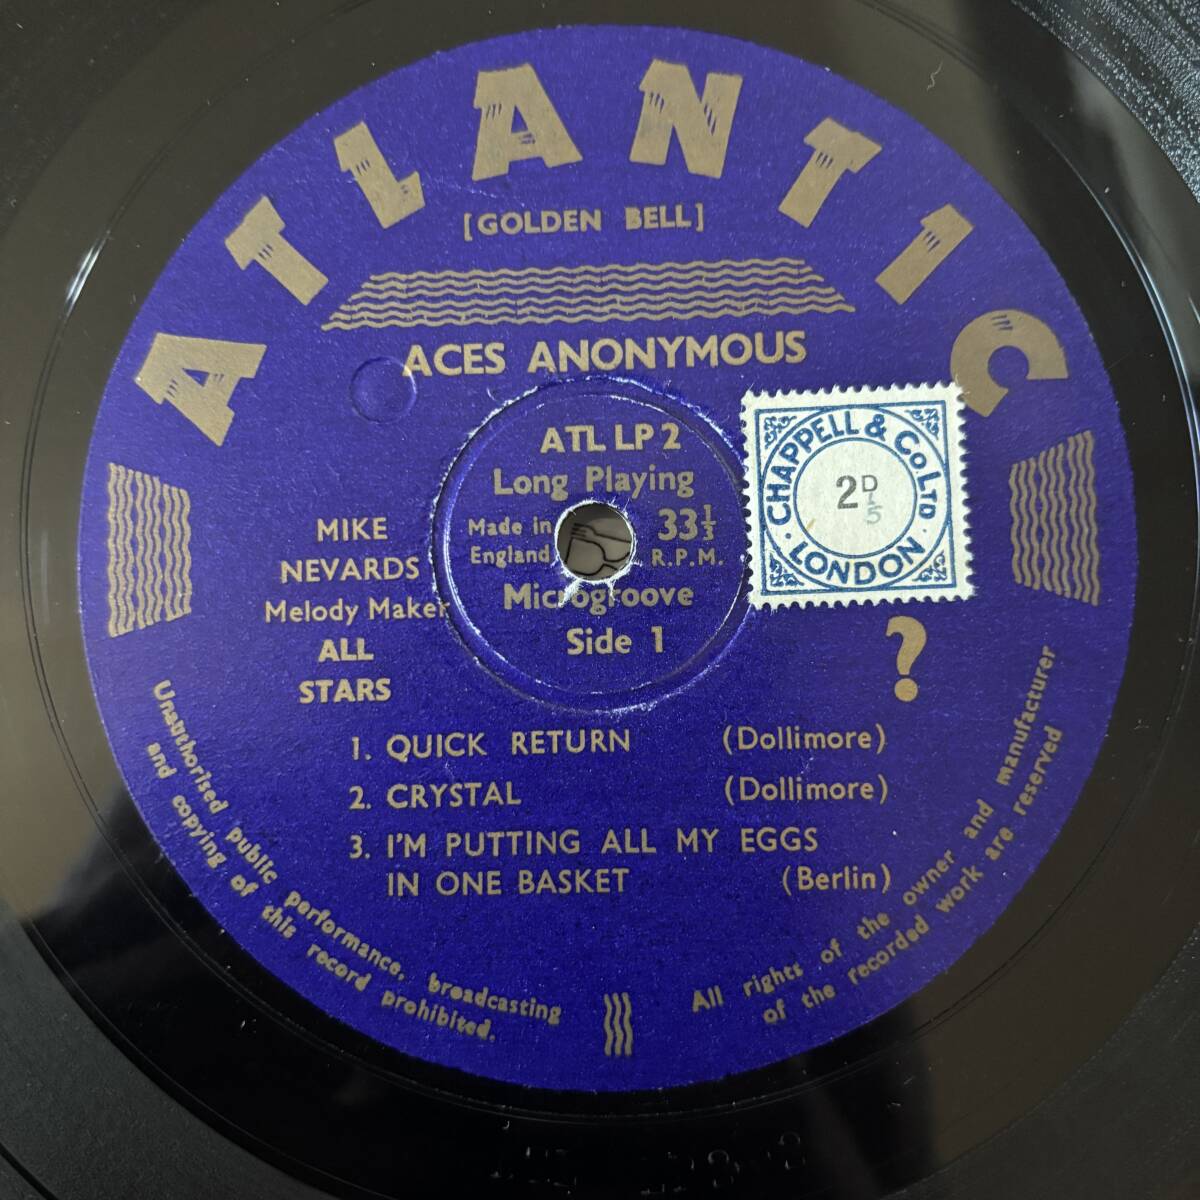 ATLANTIC
[GOLDEN BELL]
ACES ANONYMOUS
ATL LP 2
Long Playing
Made in
England
33⅓
R.P.M.
Microgroove
Side 1
MIKE
NEVARDS
Melody Maker
ALL
STARS
CHAPPELL & CO. LTD
· LONDON ·
2D
?
1. QUICK RETURN (Dollimore)
2. CRYSTAL (Dollimore)
3. I'M PUTTING ALL MY EGGS
IN ONE BASKET (Berlin)
Unauthorised public performance, broadcasting
and copying of this record prohibited.
All rights of the owner and manufacturer
of the recorded work are reserved